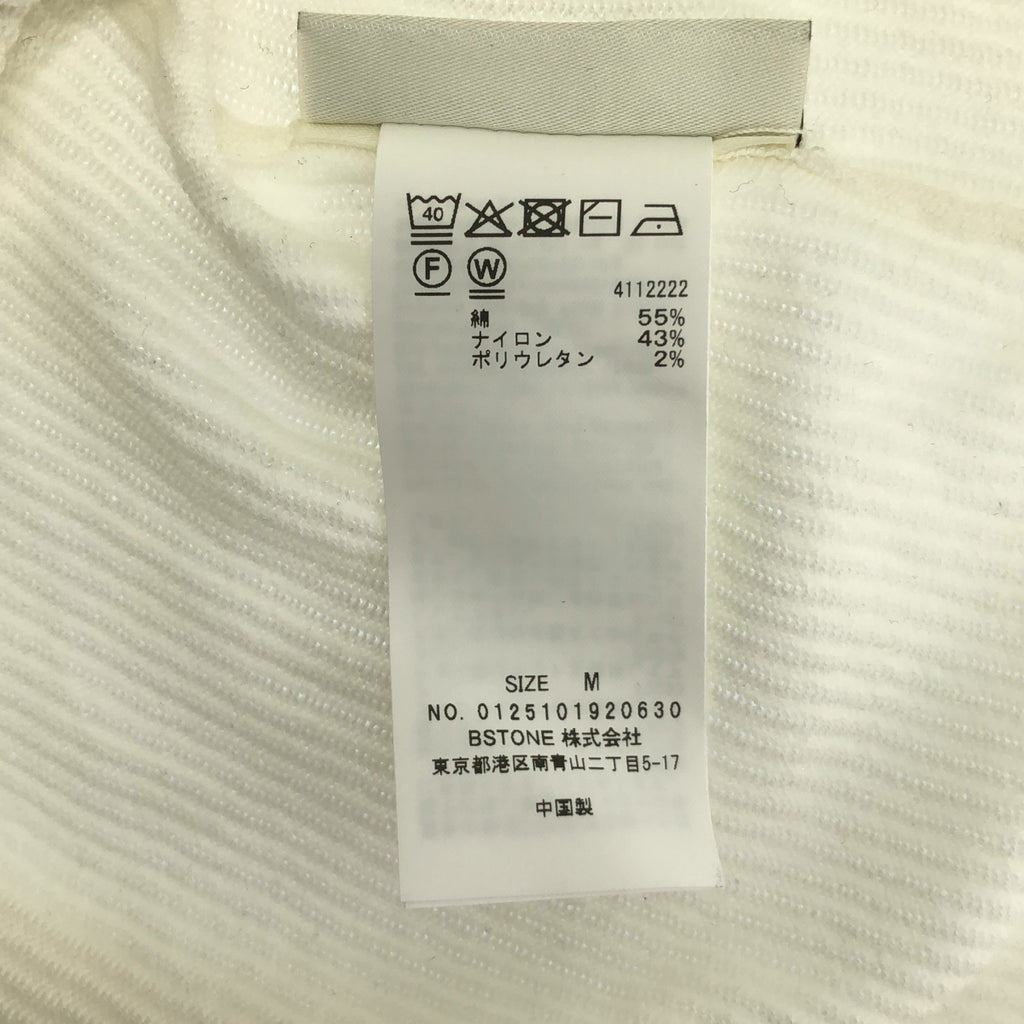 40
F W
4112222
綿 55%
ナイロン 43%
ポリウレタン 2%
SIZE M
NO. 0125101920630
BSTONE 株式会社
東京都港区南青山二丁目5-17
中国製